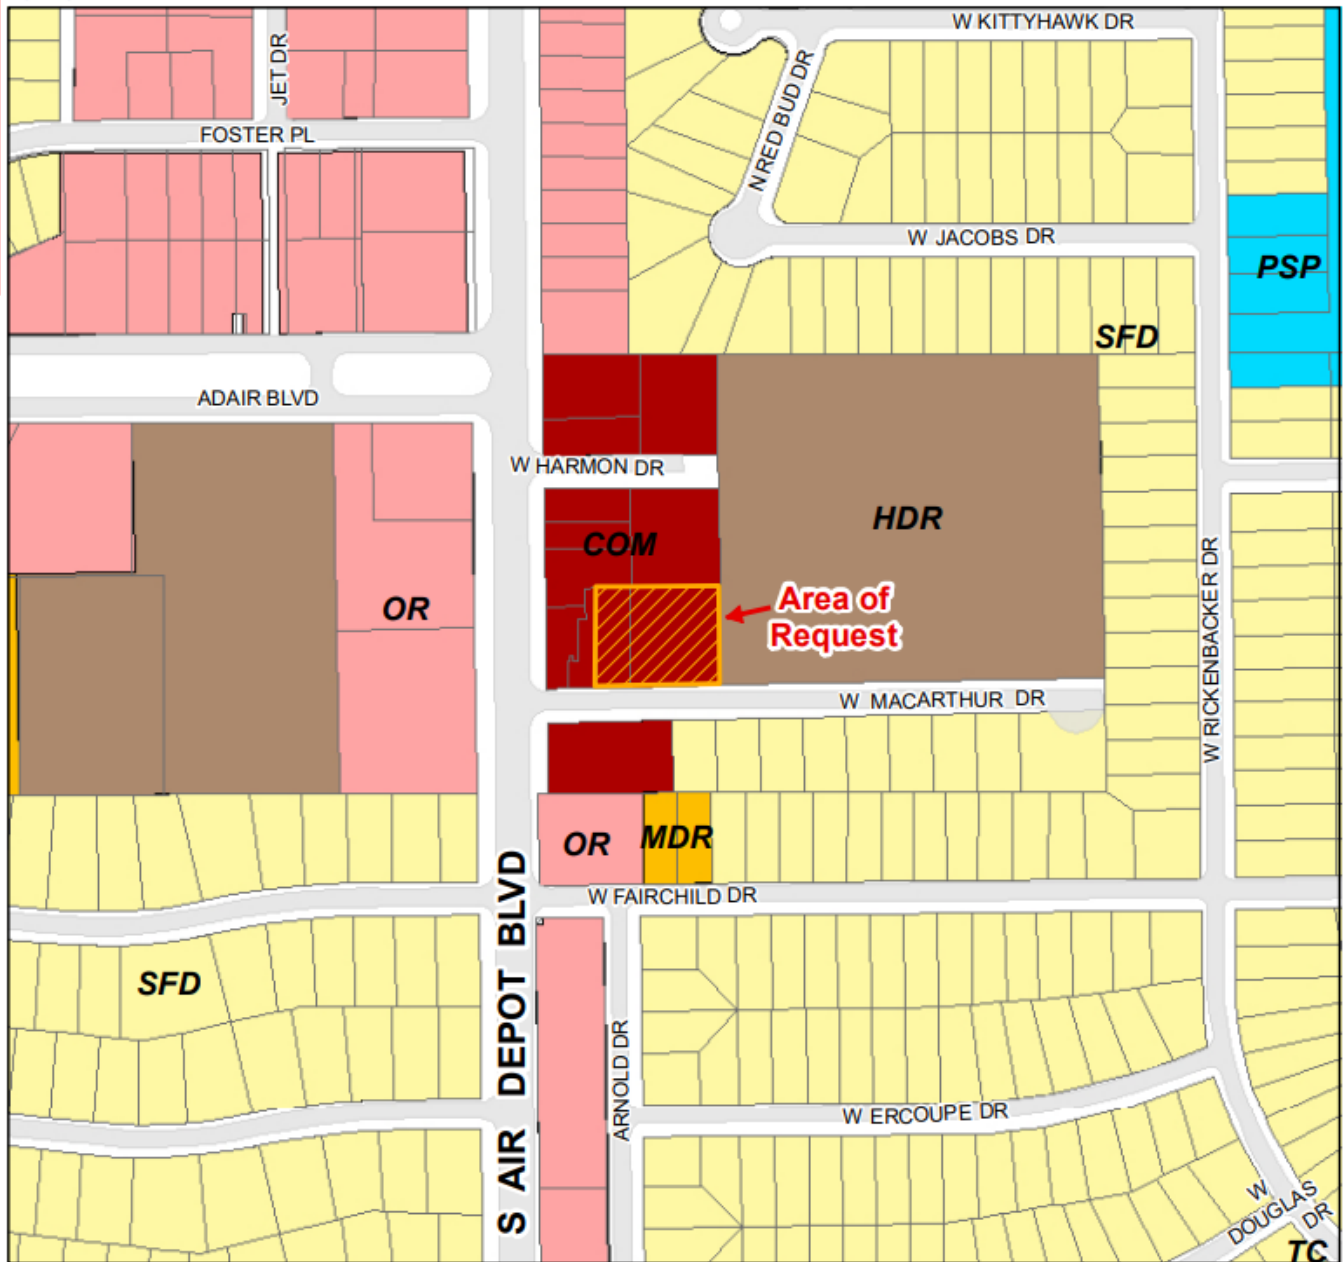 W KITTYHAWK DR
JET DR
FOSTER PL
N RED BUD DR
W JACOBS DR
PSP
SFD
ADAIR BLVD
W HARMON DR
HDR
COM
OR
Area of
Request
W RICKENBACKER DR
W MACARTHUR DR
OR
MDR
W FAIRCHILD DR
S AIR DEPOT BLVD
SFD
ARNOLD DR
W ERCOUPE DR
W
DOUGLAS
DR
TC